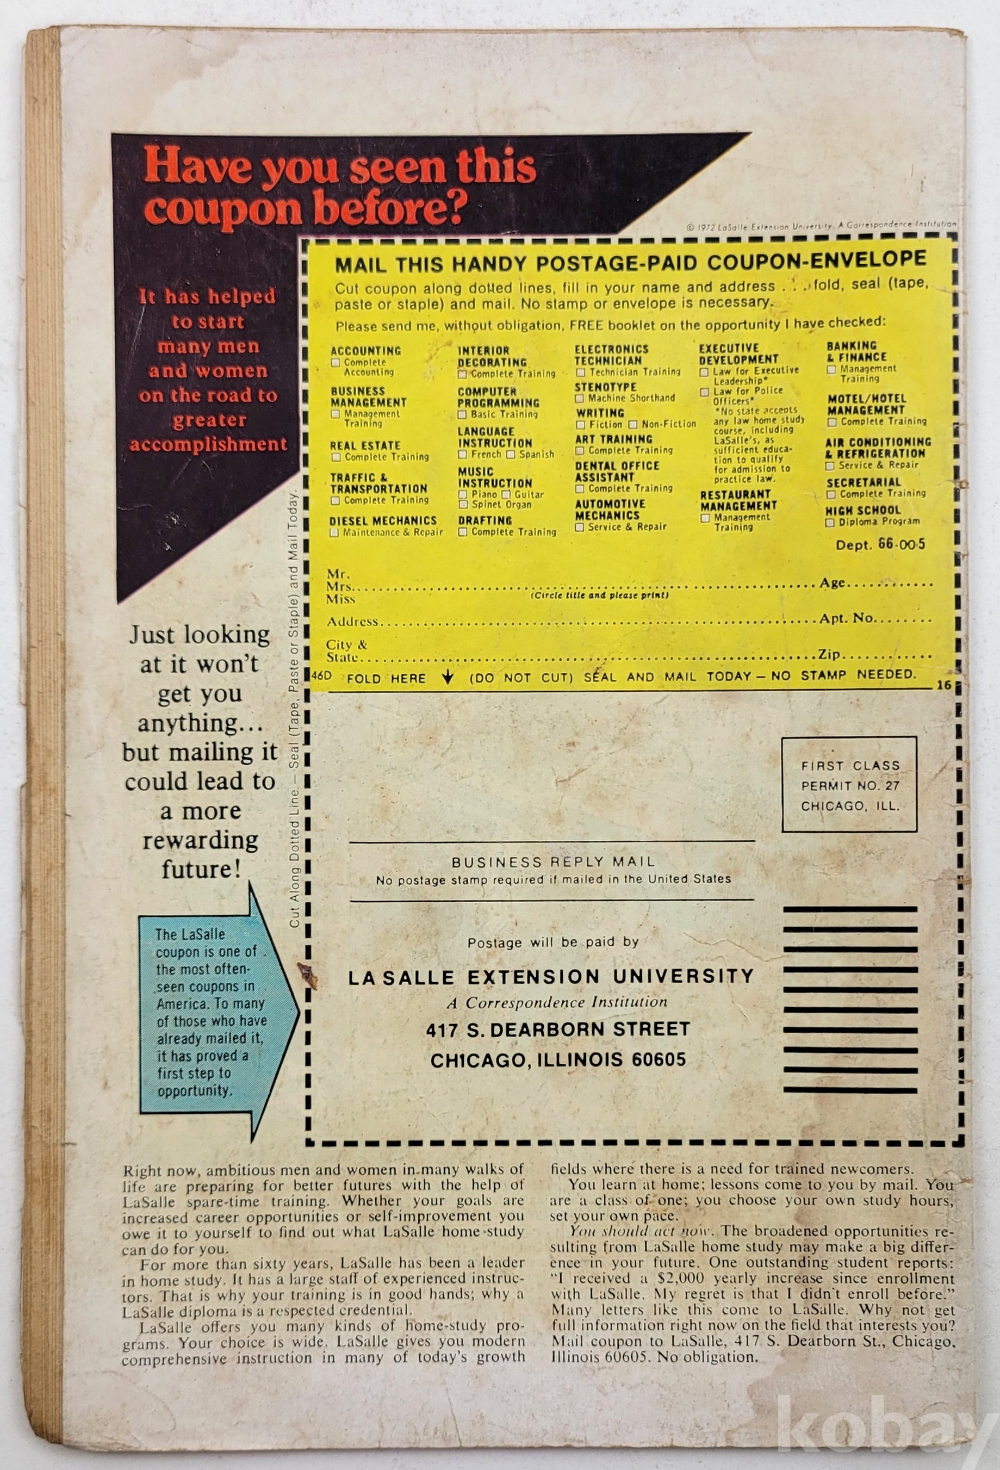 Have you seen this
coupon before?
It has helped
to start
many men
and women
on the road to
greater
accomplishment
© 1972 LaSalle Extension University, A Correspondence Institution
MAIL THIS HANDY POSTAGE-PAID COUPON-ENVELOPE
Cut coupon along dotted lines, fill in your name and address . . . fold, seal (tape,
paste or staple) and mail. No stamp or envelope is necessary.
Please send me, without obligation, FREE booklet on the opportunity I have checked:
ACCOUNTING
☐ Complete
Accounting
BUSINESS
MANAGEMENT
☐ Management
Training
REAL ESTATE
☐ Complete Training
TRAFFIC &
TRANSPORTATION
☐ Complete Training
DIESEL MECHANICS
☐ Maintenance & Repair
INTERIOR
DECORATING
☐ Complete Training
COMPUTER
PROGRAMMING
☐ Basic Training
LANGUAGE
INSTRUCTION
☐ French ☐ Spanish
MUSIC
INSTRUCTION
☐ Piano ☐ Guitar
☐ Spinet Organ
DRAFTING
☐ Complete Training
ELECTRONICS
TECHNICIAN
☐ Technician Training
STENOTYPE
☐ Machine Shorthand
WRITING
☐ Fiction ☐ Non-Fiction
ART TRAINING
☐ Complete Training
DENTAL OFFICE
ASSISTANT
☐ Complete Training
AUTOMOTIVE
MECHANICS
☐ Service & Repair
EXECUTIVE
DEVELOPMENT
☐ Law for Executive
Leadership*
☐ Law for Police
Officers*
*No state accepts
any law home study
course, including
LaSalle's, as
sufficient educa-
tion to qualify
for admission to
practice law.
RESTAURANT
MANAGEMENT
☐ Management
Training
BANKING
& FINANCE
☐ Management
Training
MOTEL/HOTEL
MANAGEMENT
☐ Complete Training
AIR CONDITIONING
& REFRIGERATION
☐ Service & Repair
SECRETARIAL
☐ Complete Training
HIGH SCHOOL
☐ Diploma Program
Dept. 66-005
Mr.
Mrs. Age
Miss (Circle title and please print)
Address Apt. No.
City &
State Zip
46D FOLD HERE ↓ (DO NOT CUT) SEAL AND MAIL TODAY — NO STAMP NEEDED. 16
Cut Along Dotted Line. — Seal (Tape, Paste or Staple) and Mail Today.
Just looking
at it won't
get you
anything...
but mailing it
could lead to
a more
rewarding
future!
The LaSalle
coupon is one of
the most often-
seen coupons in
America. To many
of those who have
already mailed it,
it has proved a
first step to
opportunity.
FIRST CLASS
PERMIT NO. 27
CHICAGO, ILL.
BUSINESS REPLY MAIL
No postage stamp required if mailed in the United States
Postage will be paid by
LA SALLE EXTENSION UNIVERSITY
A Correspondence Institution
417 S. DEARBORN STREET
CHICAGO, ILLINOIS 60605
Right now, ambitious men and women in many walks of
life are preparing for better futures with the help of
LaSalle spare-time training. Whether your goals are
increased career opportunities or self-improvement you
owe it to yourself to find out what LaSalle home-study
can do for you.
For more than sixty years, LaSalle has been a leader
in home study. It has a large staff of experienced instruc-
tors. That is why your training is in good hands; why a
LaSalle diploma is a respected credential.
LaSalle offers you many kinds of home-study pro-
grams. Your choice is wide. LaSalle gives you modern
comprehensive instruction in many of today's growth
fields where there is a need for trained newcomers.
You learn at home; lessons come to you by mail. You
are a class of one; you choose your own study hours,
set your own pace.
You should act now. The broadened opportunities re-
sulting from LaSalle home study may make a big differ-
ence in your future. One outstanding student reports:
"I received a $2,000 yearly increase since enrollment
with LaSalle. My regret is that I didn't enroll before."
Many letters like this come to LaSalle. Why not get
full information right now on the field that interests you?
Mail coupon to LaSalle, 417 S. Dearborn St., Chicago,
Illinois 60605. No obligation.
kobay